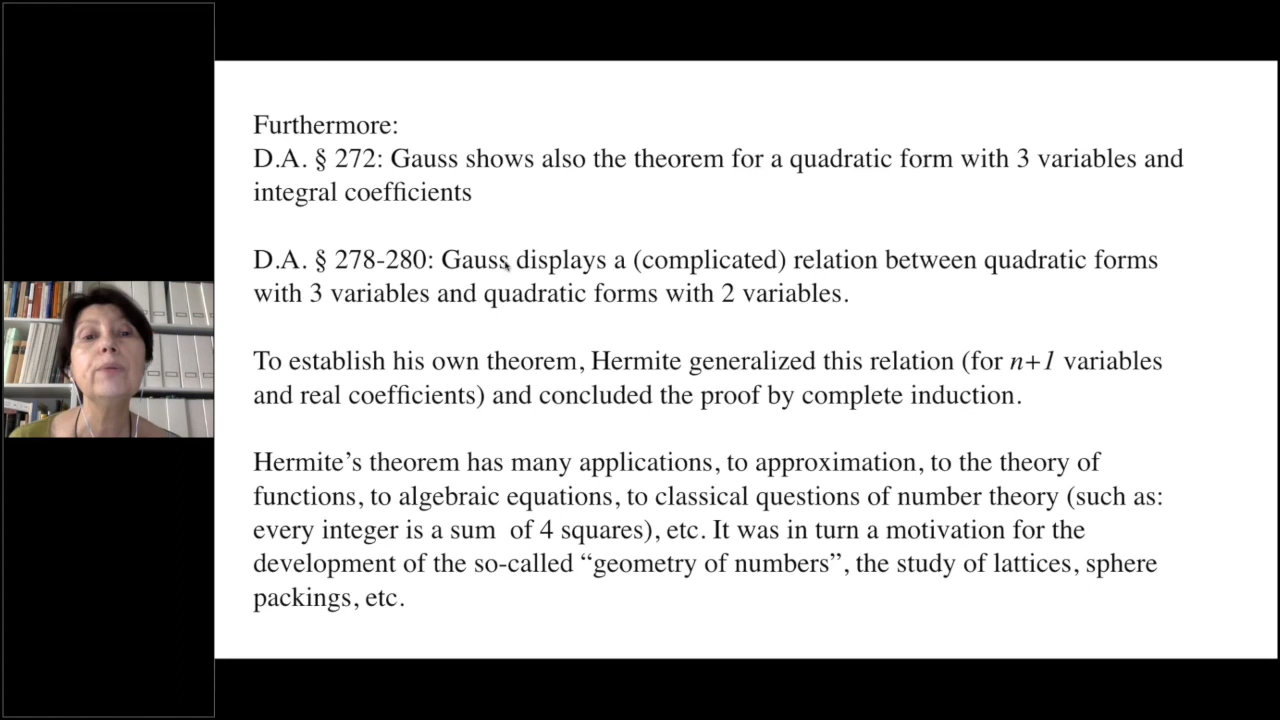 Furthermore:
D.A. § 272: Gauss shows also the theorem for a quadratic form with 3 variables and
integral coefficients
D.A. § 278-280: Gauss displays a (complicated) relation between quadratic forms
with 3 variables and quadratic forms with 2 variables.
To establish his own theorem, Hermite generalized this relation (for n+1 variables
and real coefficients) and concluded the proof by complete induction.
Hermite’s theorem has many applications, to approximation, to the theory of
functions, to algebraic equations, to classical questions of number theory (such as:
every integer is a sum  of 4 squares), etc. It was in turn a motivation for the
development of the so-called “geometry of numbers”, the study of lattices, sphere
packings, etc.